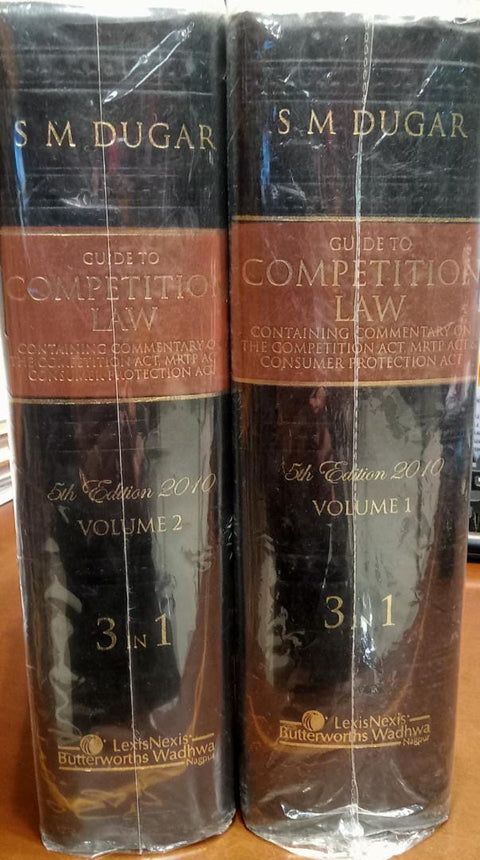 S M DUGAR
GUIDE TO
COMPETITION
LAW
CONTAINING COMMENTARY ON
THE COMPETITION ACT, MRTP ACT
CONSUMER PROTECTION ACT
5th Edition 2010
VOLUME 2
3 IN 1
LexisNexis
Butterworths Wadhwa
Nagpur
S M DUGAR
GUIDE TO
COMPETITION
LAW
CONTAINING COMMENTARY ON
THE COMPETITION ACT, MRTP ACT &
CONSUMER PROTECTION ACT
5th Edition 2010
VOLUME 1
3 IN 1
LexisNexis
Butterworths Wadhwa
Nagpur